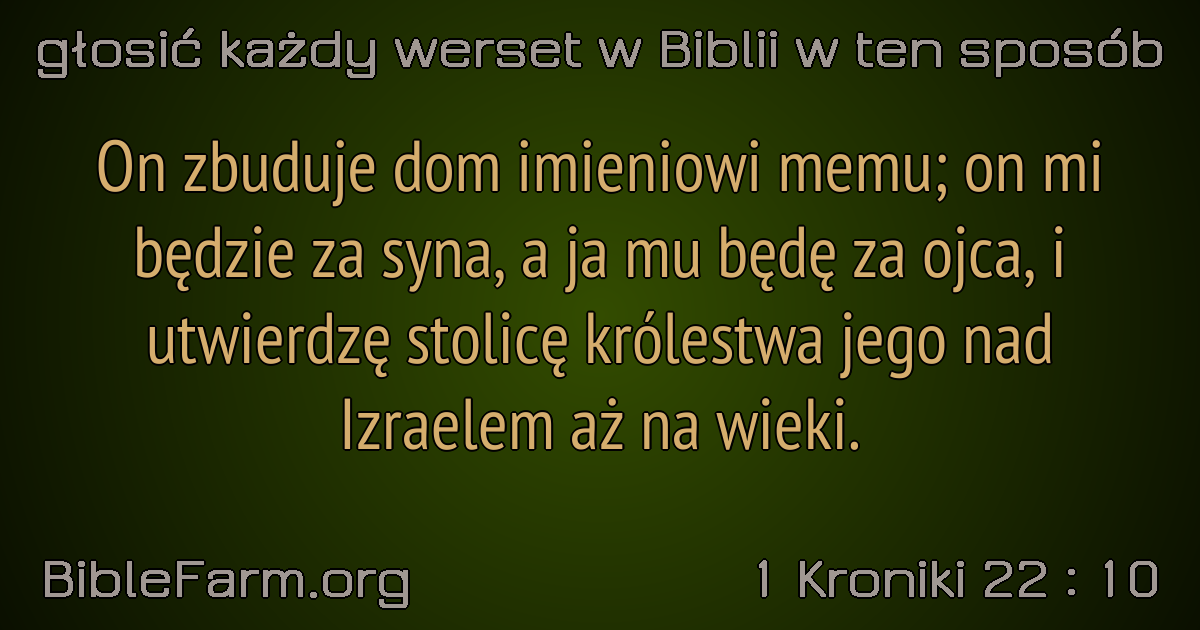 głosić każdy werset w Biblii w ten sposób
On zbuduje dom imieniowi memu; on mi
będzie za syna, a ja mu będę za ojca, i
utwierdzę stolicę królestwa jego nad
Izraelem aż na wieki.
BibleFarm.org
1 Kroniki 22 : 10